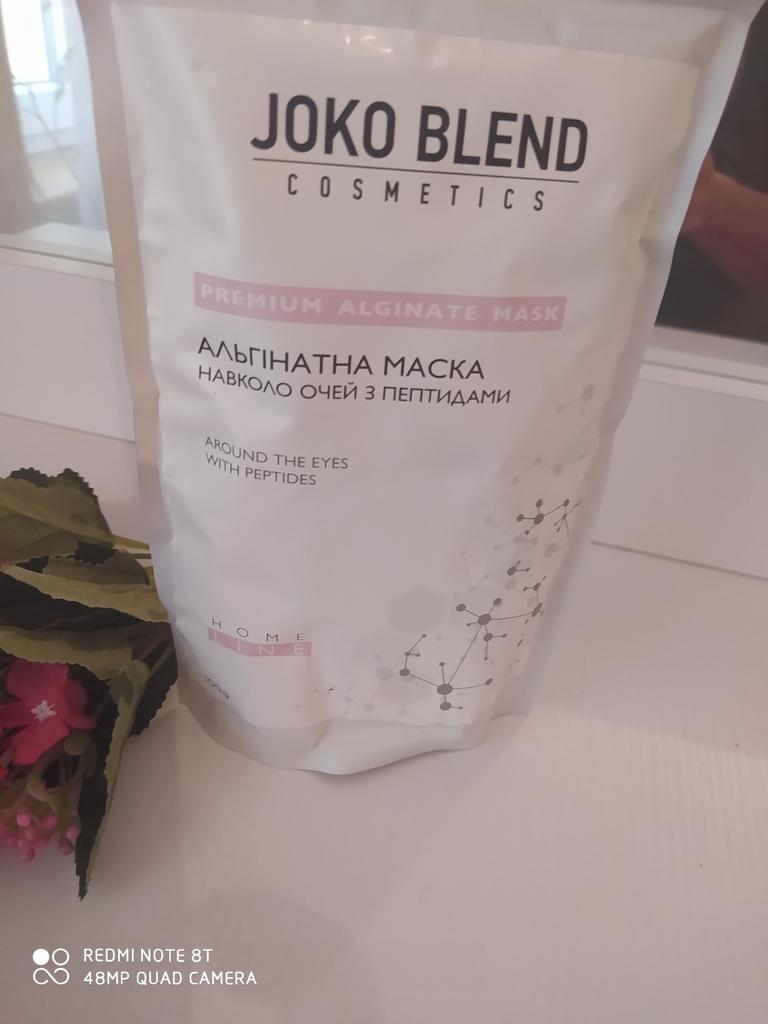 JOKO BLEND
COSMETICS
PREMIUM ALGINATE MASK
АЛЬГІНАТНА МАСКА
НАВКОЛО ОЧЕЙ З ПЕПТИДАМИ
AROUND THE EYES
WITH PEPTIDES
HOME
LINE
100g
REDMI NOTE 8T
48MP QUAD CAMERA